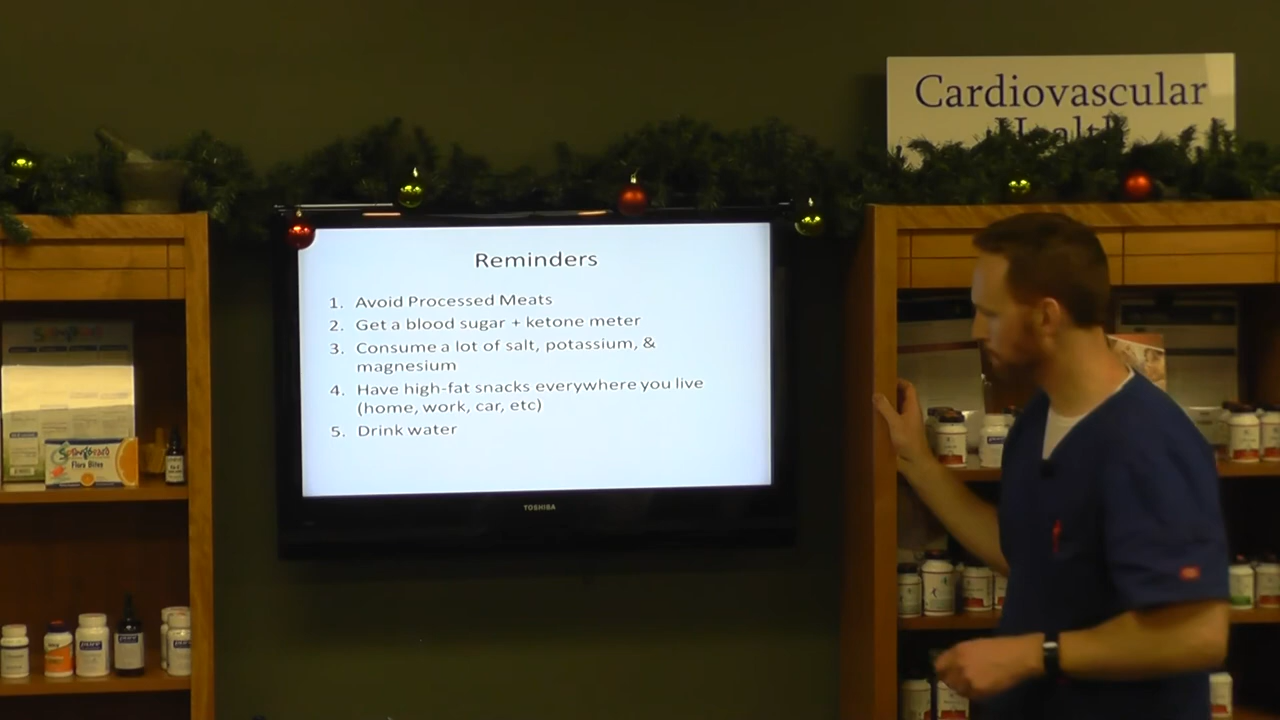 Cardiovascular
Health
Reminders
1. Avoid Processed Meats
2. Get a blood sugar + ketone meter
3. Consume a lot of salt, potassium, &
magnesium
4. Have high-fat snacks everywhere you live
(home, work, car, etc)
5. Drink water
TOSHIBA
Flora Bites